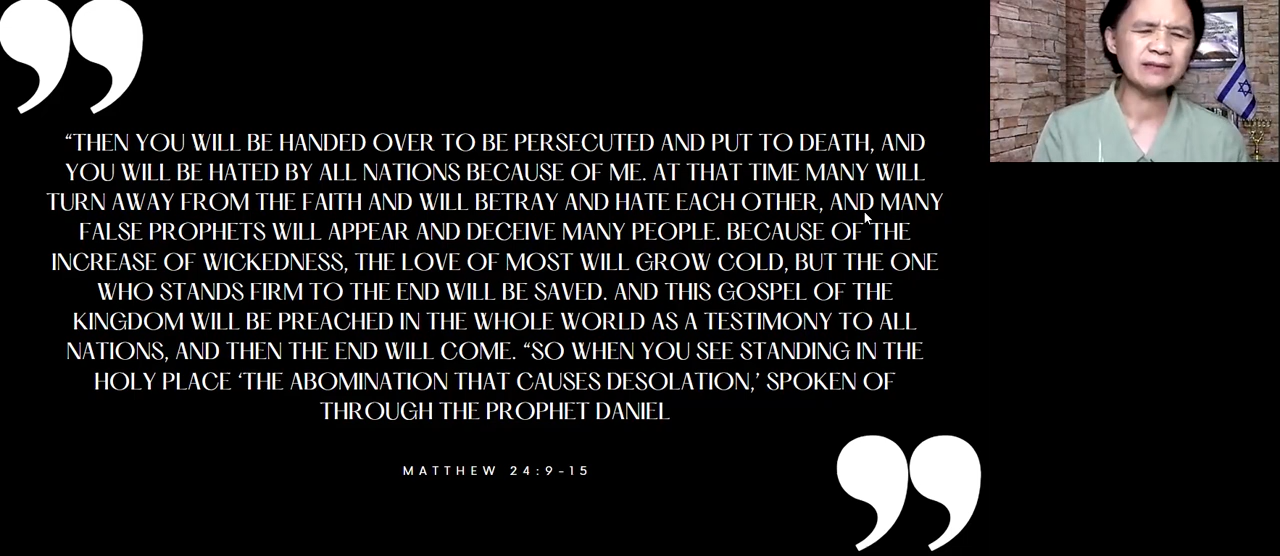 “THEN YOU WILL BE HANDED OVER TO BE PERSECUTED AND PUT TO DEATH, AND
YOU WILL BE HATED BY ALL NATIONS BECAUSE OF ME. AT THAT TIME MANY WILL
TURN AWAY FROM THE FAITH AND WILL BETRAY AND HATE EACH OTHER, AND MANY
FALSE PROPHETS WILL APPEAR AND DECEIVE MANY PEOPLE. BECAUSE OF THE
INCREASE OF WICKEDNESS, THE LOVE OF MOST WILL GROW COLD, BUT THE ONE
WHO STANDS FIRM TO THE END WILL BE SAVED. AND THIS GOSPEL OF THE
KINGDOM WILL BE PREACHED IN THE WHOLE WORLD AS A TESTIMONY TO ALL
NATIONS, AND THEN THE END WILL COME. “SO WHEN YOU SEE STANDING IN THE
HOLY PLACE ‘THE ABOMINATION THAT CAUSES DESOLATION,’ SPOKEN OF
THROUGH THE PROPHET DANIEL
MATTHEW 24:9-15